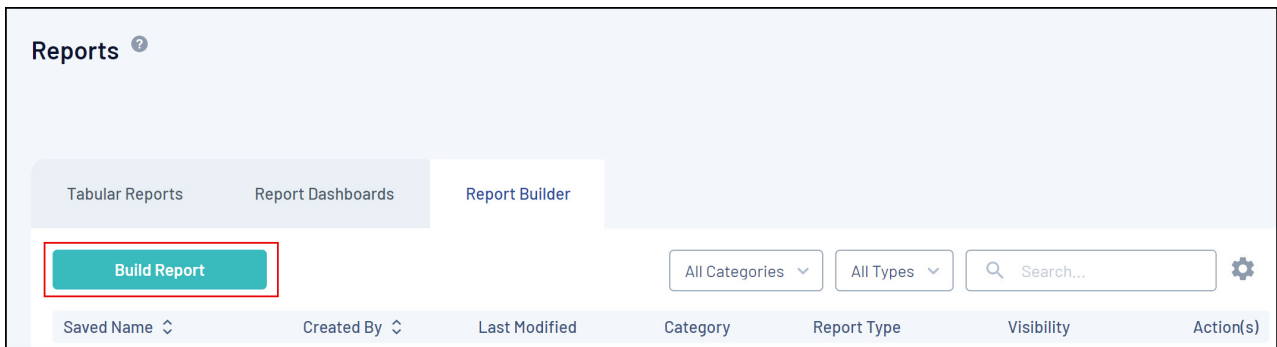 Reports ?
Tabular Reports Report Dashboards Report Builder
Build Report All Categories All Types Search...
Saved Name Created By Last Modified Category Report Type Visibility Action(s)